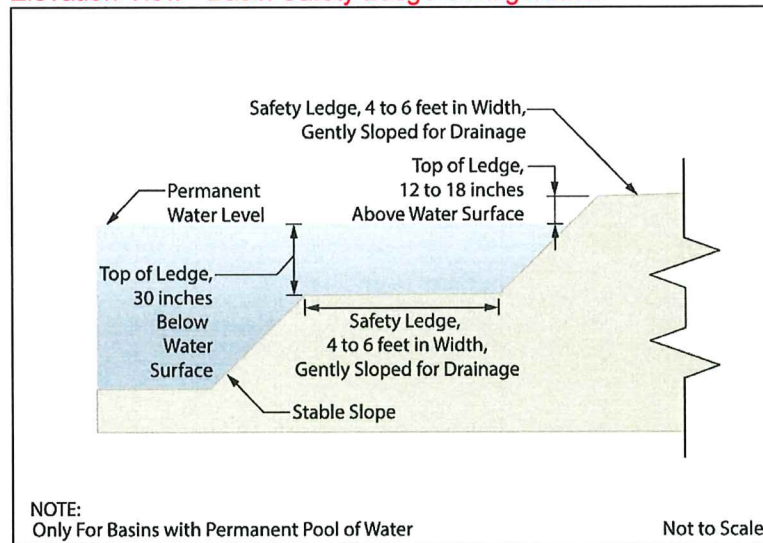 Safety Ledge, 4 to 6 feet in Width,
Gently Sloped for Drainage
Top of Ledge,
12 to 18 inches
Above Water Surface
Permanent
Water Level
Top of Ledge,
30 inches
Below
Water
Surface
Safety Ledge,
4 to 6 feet in Width,
Gently Sloped for Drainage
Stable Slope
NOTE:
Only For Basins with Permanent Pool of Water
Not to Scale